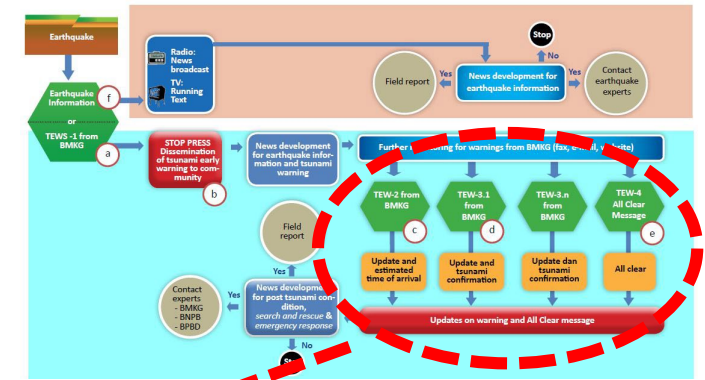 Earthquake
Earthquake
Information
or
TEWS -1 from
BMKG
f
a
Radio:
News
broadcast
TV:
Running
Text
Stop
No
Field report
Yes
News development for
earthquake information
Yes
Contact
earthquake
experts
STOP PRESS
Dissemination
of tsunami early
warning to com-
munity
b
News development
for earthquake infor-
mation and tsunami
warning
Further
for warnings from BMKG (fax, e-mail, website)
TEW-2 from
BMKG
c
TEW-3.1
from
BMKG
d
TEW-3.n
from
BMKG
TEW-4
All Clear
Message
e
Update and
estimated
time of arrival
Update and
tsunami
confirmation
Update dan
tsunami
confirmation
All clear
Updates on warning and All Clear message
Field
report
Yes
News development
for post tsunami con-
dition,
search and rescue &
emergency response
Yes
Contact
experts
- BMKG
- BNPB
- BPBD
No